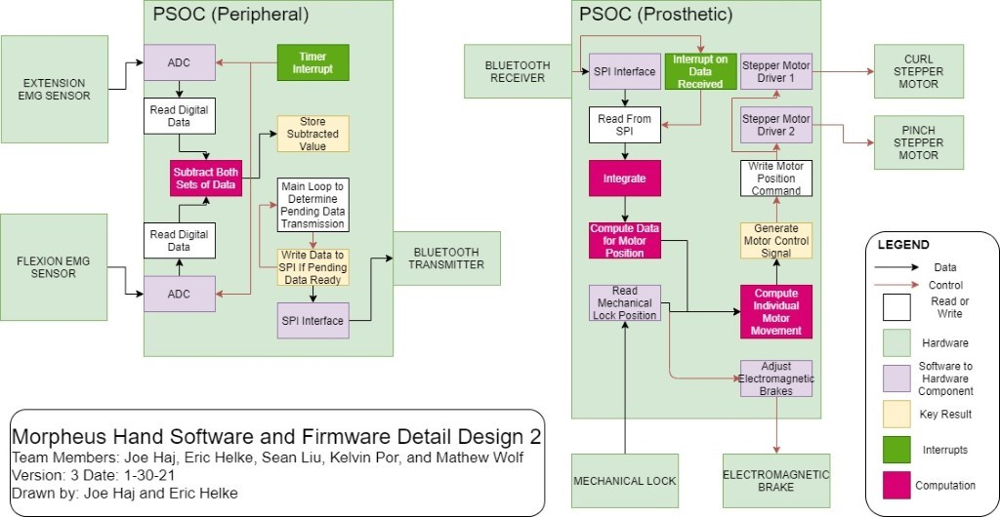 PSOC (Peripheral)
EXTENSION
EMG SENSOR
ADC
Timer
Interrupt
Read Digital
Data
Store
Subtracted
Value
Subtract Both
Sets of Data
Main Loop to
Determine
Pending Data
Transmission
Read Digital
Data
Write Data to
SPI If Pending
Data Ready
BLUETOOTH
TRANSMITTER
FLEXION EMG
SENSOR
ADC
SPI Interface
PSOC (Prosthetic)
BLUETOOTH
RECEIVER
SPI Interface
Interrupt on
Data
Received
Stepper Motor
Driver 1
CURL
STEPPER
MOTOR
Read From
SPI
Stepper Motor
Driver 2
PINCH
STEPPER
MOTOR
Integrate
Write Motor
Position
Command
Compute Data
for Motor
Position
Generate
Motor Control
Signal
Read
Mechanical
Lock Position
Compute
Individual
Motor
Movement
Adjust
Electromagnetic
Brakes
MECHANICAL LOCK
ELECTROMAGNETIC
BRAKE
LEGEND
Data
Control
Read or
Write
Hardware
Software to
Hardware
Component
Key Result
Interrupts
Computation
Morpheus Hand Software and Firmware Detail Design 2
Team Members: Joe Haj, Eric Helke, Sean Liu, Kelvin Por, and Mathew Wolf
Version: 3 Date: 1-30-21
Drawn by: Joe Haj and Eric Helke